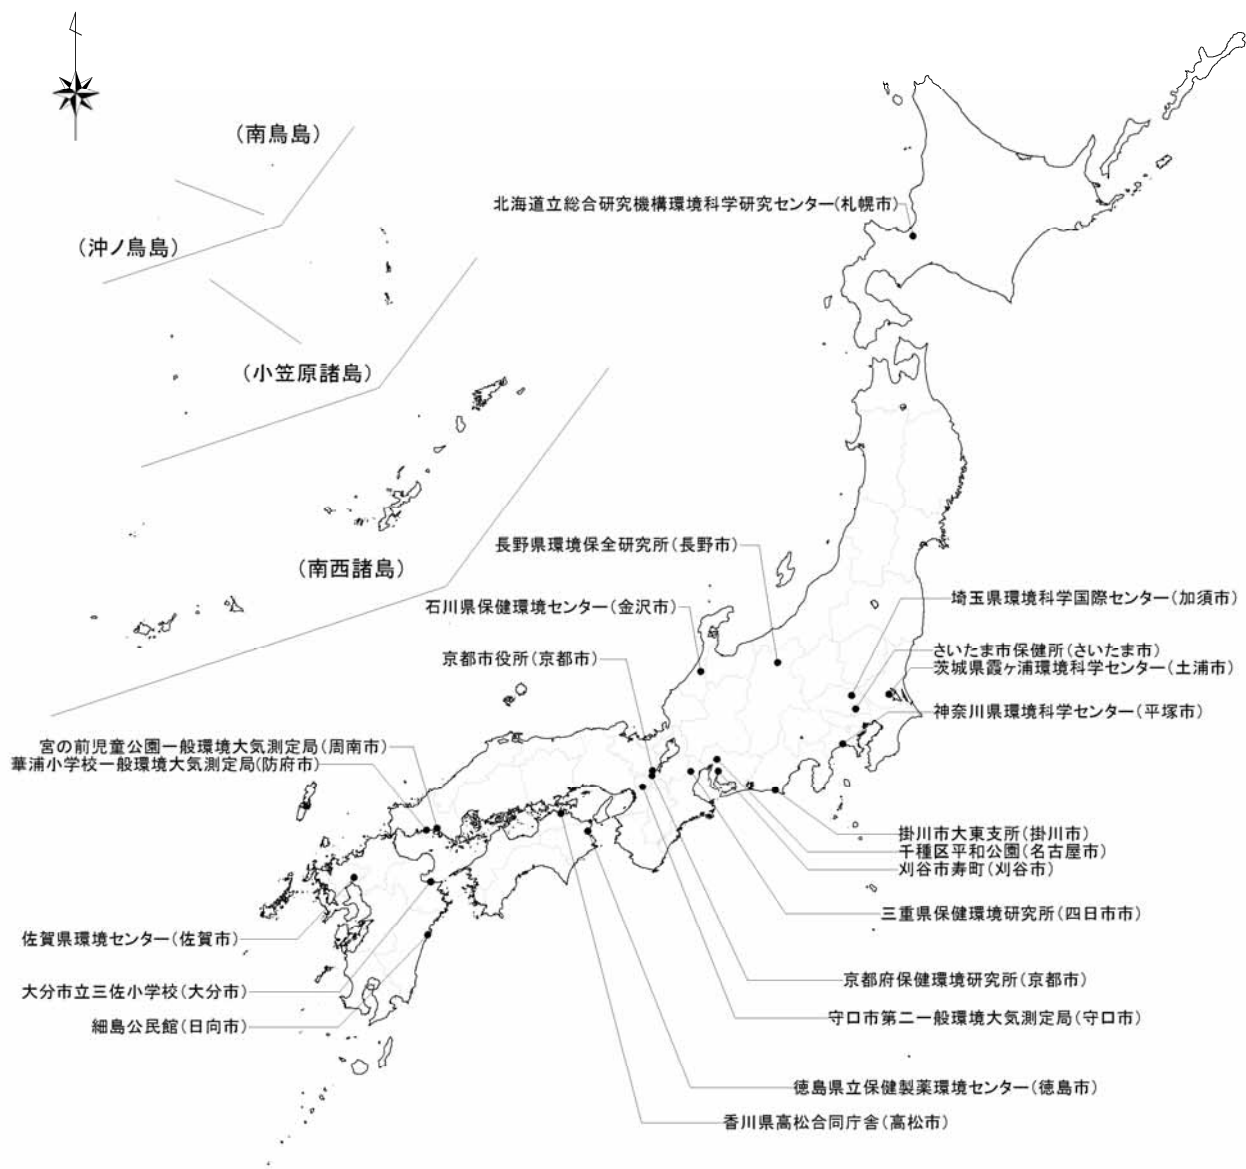 （南鳥島）
北海道立総合研究機構環境科学研究センター（札幌市）
（沖ノ鳥島）
（小笠原諸島）
長野県環境保全研究所（長野市）
（南西諸島）
埼玉県環境科学国際センター（加須市）
石川県保健環境センター（金沢市）
さいたま市保健所（さいたま市）
京都市役所（京都市）
茨城県霞ヶ浦環境科学センター（土浦市）
神奈川県環境科学センター（平塚市）
宮の前児童公園一般環境大気測定局（周南市）
華浦小学校一般環境大気測定局（防府市）
掛川市大東支所（掛川市）
千種区平和公園（名古屋市）
刈谷市寿町（刈谷市）
三重県保健環境研究所（四日市市）
佐賀県環境センター（佐賀市）
京都府保健環境研究所（京都市）
大分市立三佐小学校（大分市）
守口市第二一般環境大気測定局（守口市）
細島公民館（日向市）
徳島県立保健製薬環境センター（徳島市）
香川県高松合同庁舎（高松市）